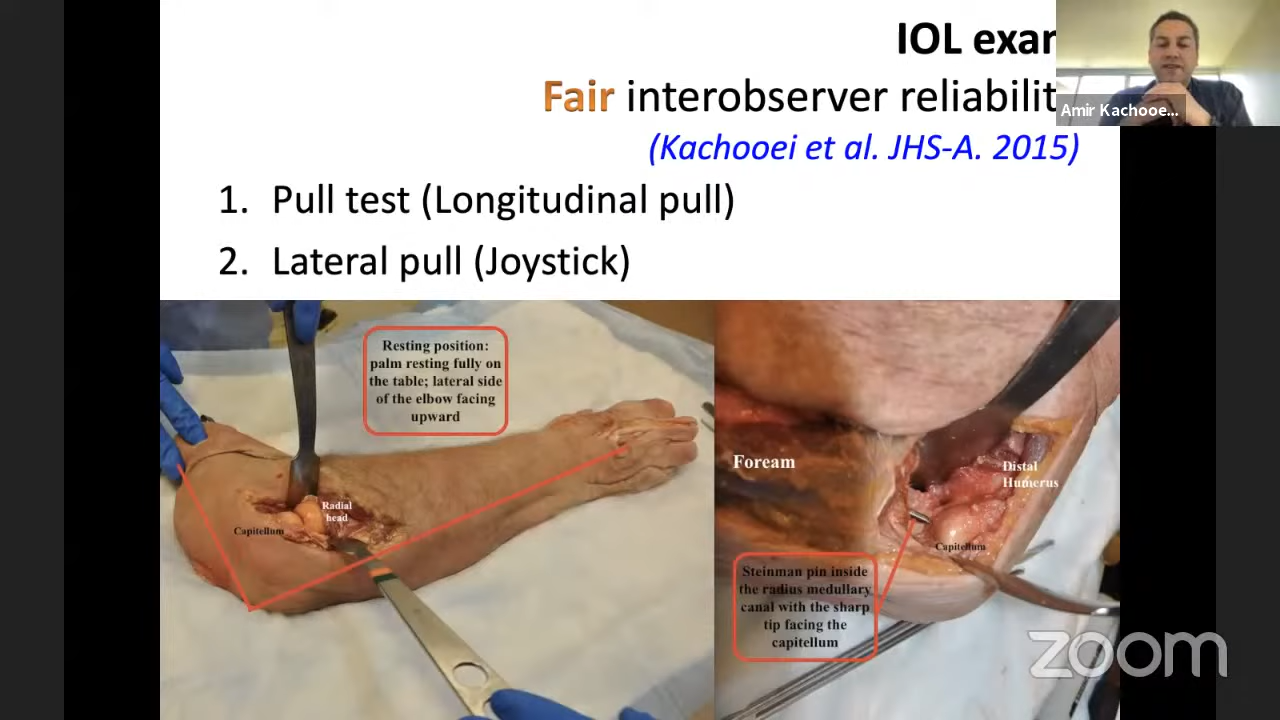 IOL exar
Fair interobserver reliabilit
(Kachooei et al. JHS-A. 2015)
Amir Kachooe...
1. Pull test (Longitudinal pull)
2. Lateral pull (Joystick)
Resting position:
palm resting fully on
the table; lateral side
of the elbow facing
upward
Radial
head
Capitellum
Foream
Distal
Humerus
Capitellum
Steinman pin inside
the radius medullary
canal with the sharp
tip facing the
capitellum
zoom